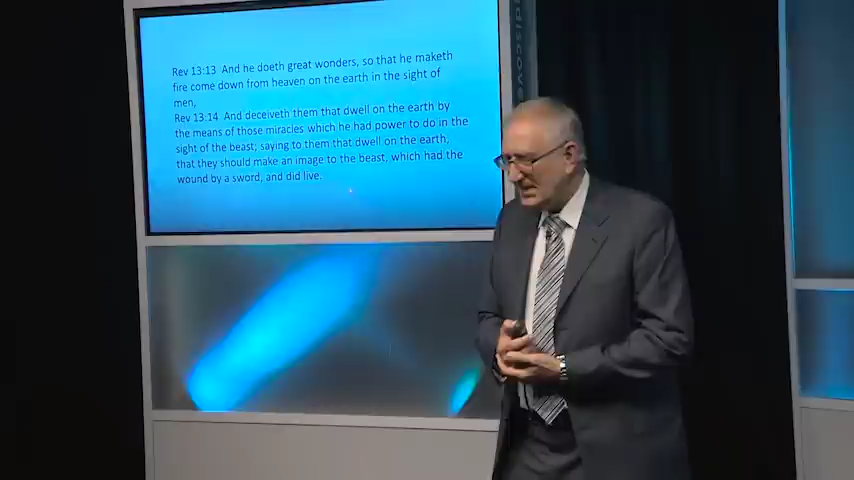 Rev 13:13 And he doeth great wonders, so that he maketh
fire come down from heaven on the earth in the sight of
men,
Rev 13:14 And deceiveth them that dwell on the earth by
the means of those miracles which he had power to do in the
sight of the beast; saying to them that dwell on the earth,
that they should make an image to the beast, which had the
wound by a sword, and did live.